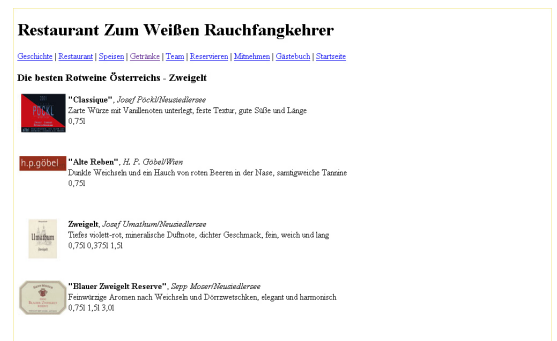 Restaurant Zum Weißen Rauchfangkehrer
Geschichte | Restaurant | Speisen | Getränke | Team | Reservieren | Mitnehmen | Gästebuch | Startseite
Die besten Rotweine Österreichs - Zweigelt
PÖCKL
"Classique", Josef Pöckl/Neusiedlersee
Zarte Würze mit Vanillenoten unterlegt, feste Textur, gute Süße und Länge
0,75l
h.p.göbel
"Alte Reben", H. P. Göbel/Wien
Dunkle Weichseln und ein Hauch von roten Beeren in der Nase, samtigweiche Tannine
0,75l
Umathum
Zweigelt, Josef Umathum/Neusiedlersee
Tiefes violett-rot, mineralische Duftnote, dichter Geschmack, fein, weich und lang
0,75l 0,375l 1,5l
"Blauer Zweigelt Reserve", Sepp Moser/Neusiedlersee
Feinwürzige Aromen nach Weichseln und Dörrzwetschken, elegant und harmonisch
0,75l 1,5l 3,0l